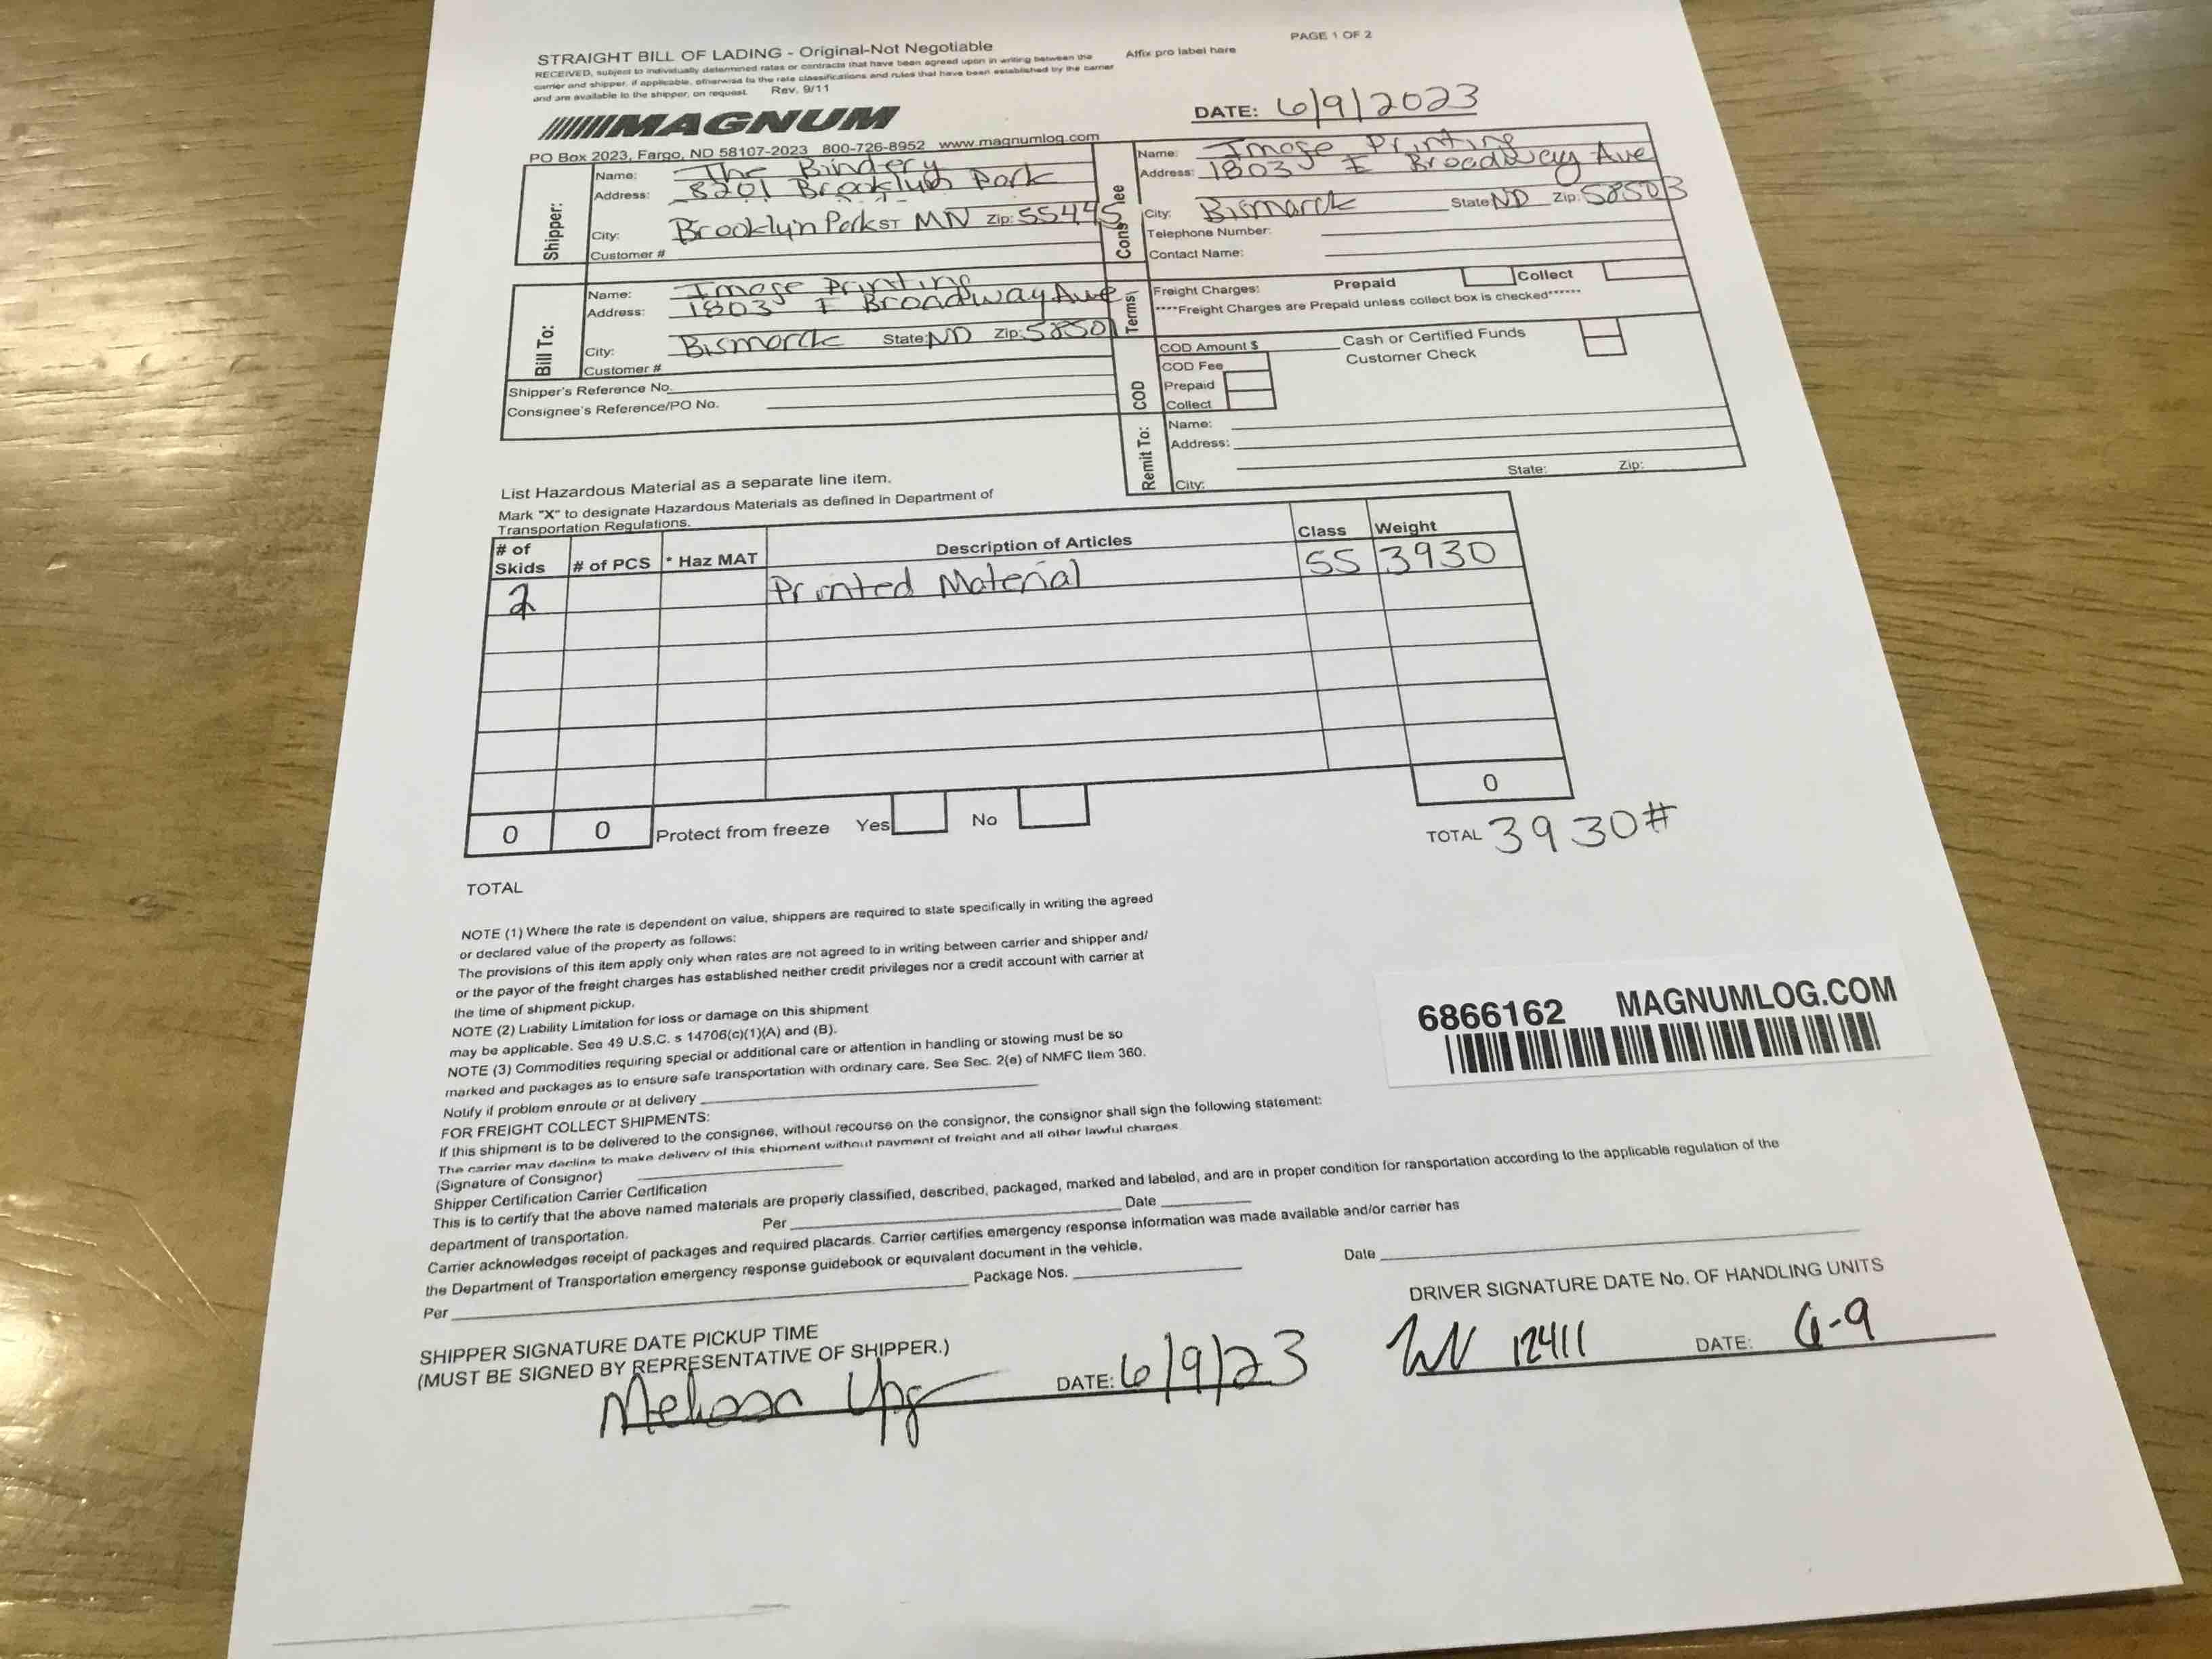 STRAIGHT BILL OF LADING - Original-Not Negotiable
RECEIVED, subject to individually determined rates or contracts that have been agreed upon in writing between the
carrier and shipper, if applicable, otherwise to the rate classifications and rules that have been established by the carrier
and are available to the shipper, on request. Rev. 9/11
Affix pro label here
PAGE 1 OF 2
MAGNUM
PO Box 2023, Fargo, ND 58107-2023 800-726-8952 www.magnumlog.com
DATE: 6/9/2023
Shipper:
Name: The Bindery
Address: 8201 Brooklyn Park
City: Brooklyn Park ST MN Zip: 55445
Customer #
Name: Image Printing
Address: 1803 E Broadway Ave
City: Bismarck State ND Zip: 58503
Telephone Number:
Contact Name:
Bill To:
Name: Image Printing
Address: 1803 E Broadway Ave
City: Bismarck State: ND Zip: 58501
Customer #
Shipper's Reference No.
Consignee's Reference/PO No.
Terms
Freight Charges: Prepaid Collect
****Freight Charges are Prepaid unless collect box is checked******
COD
COD Amount $ Cash or Certified Funds
COD Fee Customer Check
Prepaid
Collect
Remit To:
Name:
Address:
City: State: Zip:
List Hazardous Material as a separate line item.
Mark "X" to designate Hazardous Materials as defined in Department of
Transportation Regulations.
# of Skids # of PCS * Haz MAT Description of Articles Class Weight
2 Printed Material 55 3930
0
0 0 Protect from freeze Yes No
TOTAL 3930#
TOTAL
NOTE (1) Where the rate is dependent on value, shippers are required to state specifically in writing the agreed
or declared value of the property as follows:
The provisions of this item apply only when rates are not agreed to in writing between carrier and shipper and/
or the payor of the freight charges has established neither credit privileges nor a credit account with carrier at
the time of shipment pickup.
NOTE (2) Liability Limitation for loss or damage on this shipment
may be applicable. See 49 U.S.C. s 14706(c)(1)(A) and (B).
NOTE (3) Commodities requiring special or additional care or attention in handling or stowing must be so
marked and packages as to ensure safe transportation with ordinary care. See Sec. 2(e) of NMFC Item 360.
Notify if problem enroute or at delivery
6866162 MAGNUMLOG.COM
FOR FREIGHT COLLECT SHIPMENTS:
If this shipment is to be delivered to the consignee, without recourse on the consignor, the consignor shall sign the following statement:
The carrier may decline to make delivery of this shipment without payment of freight and all other lawful charges.
(Signature of Consignor)
Shipper Certification Carrier Certification
This is to certify that the above named materials are properly classified, described, packaged, marked and labeled, and are in proper condition for ransportation according to the applicable regulation of the
department of transportation. Per Date
Carrier acknowledges receipt of packages and required placards. Carrier certifies emergency response information was made available and/or carrier has
the Department of Transportation emergency response guidebook or equivalent document in the vehicle.
Per Package Nos. Date
SHIPPER SIGNATURE DATE PICKUP TIME
(MUST BE SIGNED BY REPRESENTATIVE OF SHIPPER.)
Melissa DATE: 6/9/23
DRIVER SIGNATURE DATE No. OF HANDLING UNITS
12411 DATE: 6-9